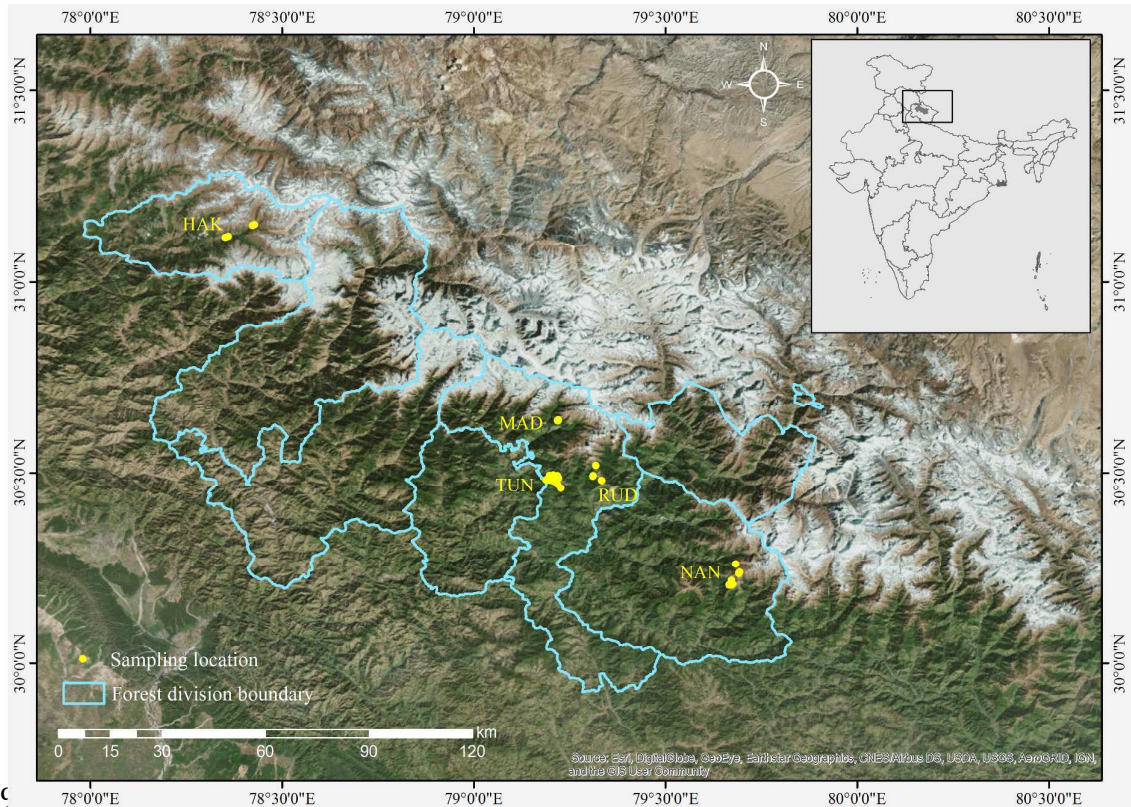 78°0'0"E 78°30'0"E 79°0'0"E 79°30'0"E 80°0'0"E 80°30'0"E
N
W E
S
31°30'0"N 31°30'0"N
HAK
31°0'0"N 31°0'0"N
MAD
30°30'0"N 30°30'0"N
TUN
RUD
NAN
30°0'0"N 30°0'0"N
Sampling location
Forest division boundary
km
0 15 30 60 90 120
Source: Esri, DigitalGlobe, GeoEye, Earthstar Geographics, CNES/Airbus DS, USDA, USGS, AeroGRID, IGN,
and the GIS User Community
78°0'0"E 78°30'0"E 79°0'0"E 79°30'0"E 80°0'0"E 80°30'0"E